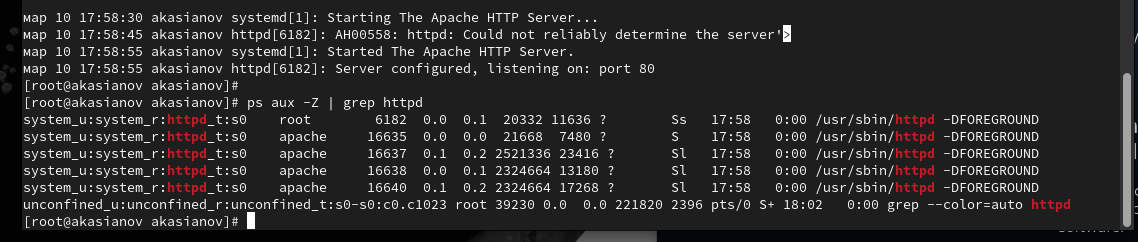 мар 10 17:58:30 akasianov systemd[1]: Starting The Apache HTTP Server...
мар 10 17:58:45 akasianov httpd[6182]: AH00558: httpd: Could not reliably determine the server'>
мар 10 17:58:55 akasianov systemd[1]: Started The Apache HTTP Server.
мар 10 17:58:55 akasianov httpd[6182]: Server configured, listening on: port 80
[root@akasianov akasianov]#
[root@akasianov akasianov]# ps aux -Z | grep httpd
system_u:system_r:httpd_t:s0    root        6182  0.0  0.1  20332 11636 ?        Ss   17:58   0:00 /usr/sbin/httpd -DFOREGROUND
system_u:system_r:httpd_t:s0    apache     16635  0.0  0.0  21668  7480 ?        S    17:58   0:00 /usr/sbin/httpd -DFOREGROUND
system_u:system_r:httpd_t:s0    apache     16637  0.1  0.2 2521336 23416 ?       Sl   17:58   0:00 /usr/sbin/httpd -DFOREGROUND
system_u:system_r:httpd_t:s0    apache     16638  0.1  0.1 2324664 13180 ?       Sl   17:58   0:00 /usr/sbin/httpd -DFOREGROUND
system_u:system_r:httpd_t:s0    apache     16640  0.1  0.2 2324664 17268 ?       Sl   17:58   0:00 /usr/sbin/httpd -DFOREGROUND
unconfined_u:unconfined_r:unconfined_t:s0-s0:c0.c1023 root 39230 0.0  0.0 221820 2396 pts/0 S+ 18:02   0:00 grep --color=auto httpd
[root@akasianov akasianov]#